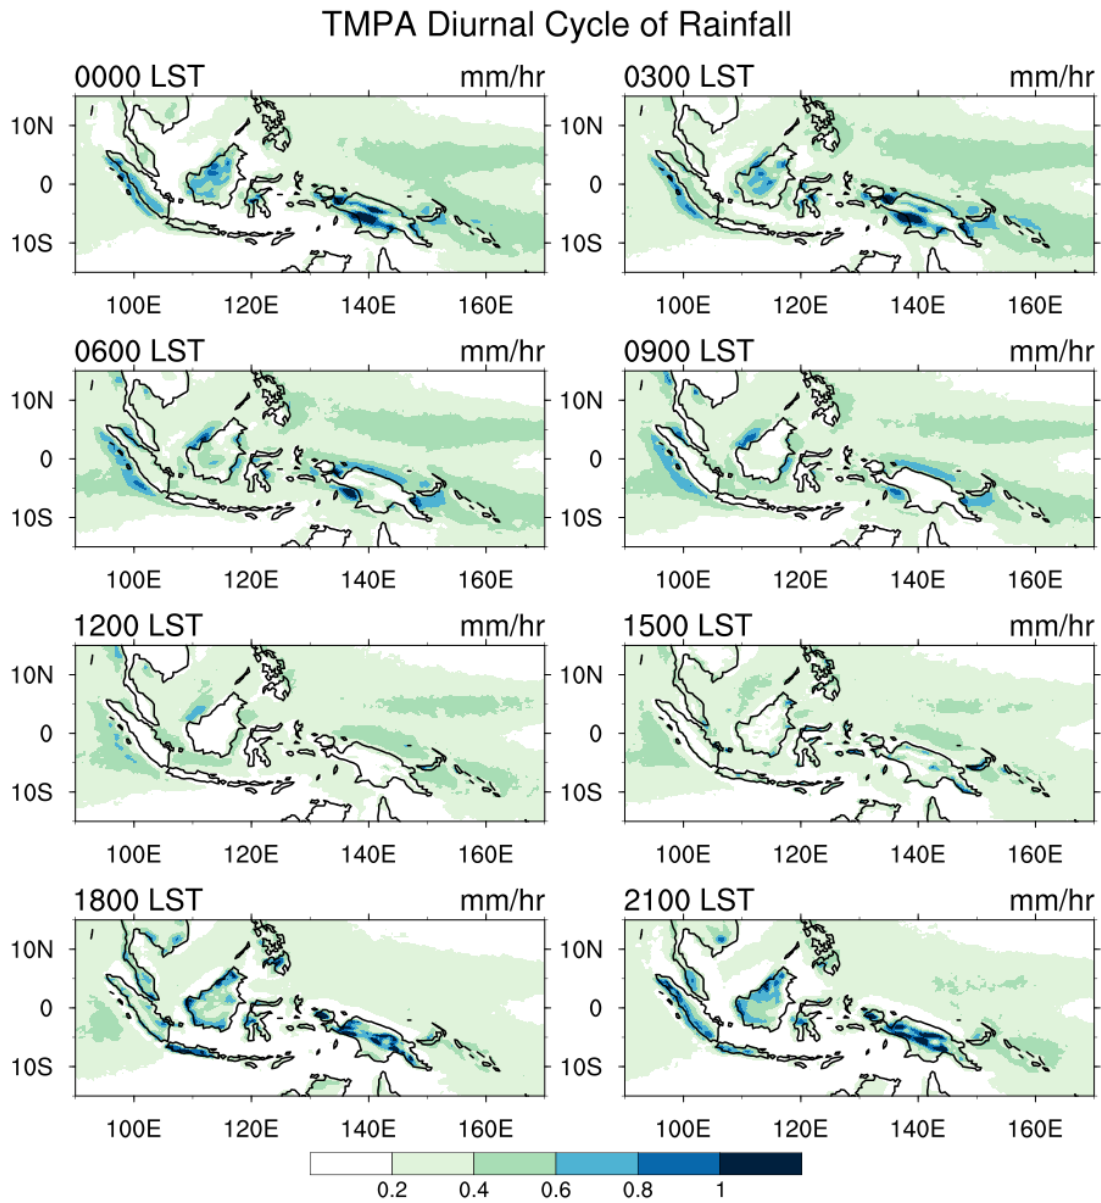 TMPA Diurnal Cycle of Rainfall
0000 LST mm/hr 0300 LST mm/hr
10N 10N
0 0
10S 10S
100E 120E 140E 160E 100E 120E 140E 160E
0600 LST mm/hr 0900 LST mm/hr
10N 10N
0 0
10S 10S
100E 120E 140E 160E 100E 120E 140E 160E
1200 LST mm/hr 1500 LST mm/hr
10N 10N
0 0
10S 10S
100E 120E 140E 160E 100E 120E 140E 160E
1800 LST mm/hr 2100 LST mm/hr
10N 10N
0 0
10S 10S
100E 120E 140E 160E 100E 120E 140E 160E
0.2 0.4 0.6 0.8 1